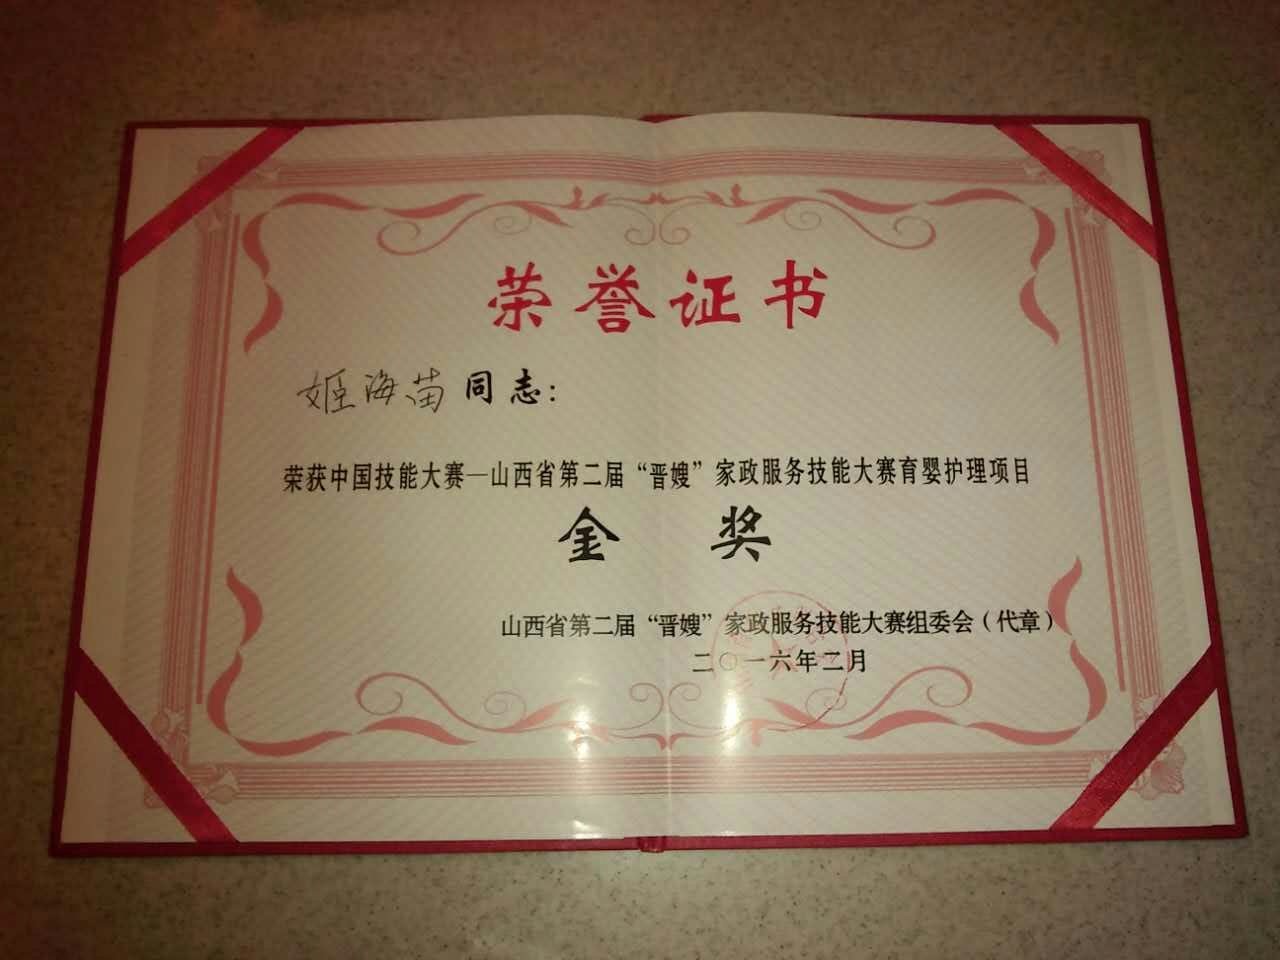 荣誉证书
姬海苗同志：
荣获中国技能大赛—山西省第二届“晋嫂”家政服务技能大赛育婴护理项目
金 奖
山西省第二届“晋嫂”家政服务技能大赛组委会（代章）
二〇一六年二月